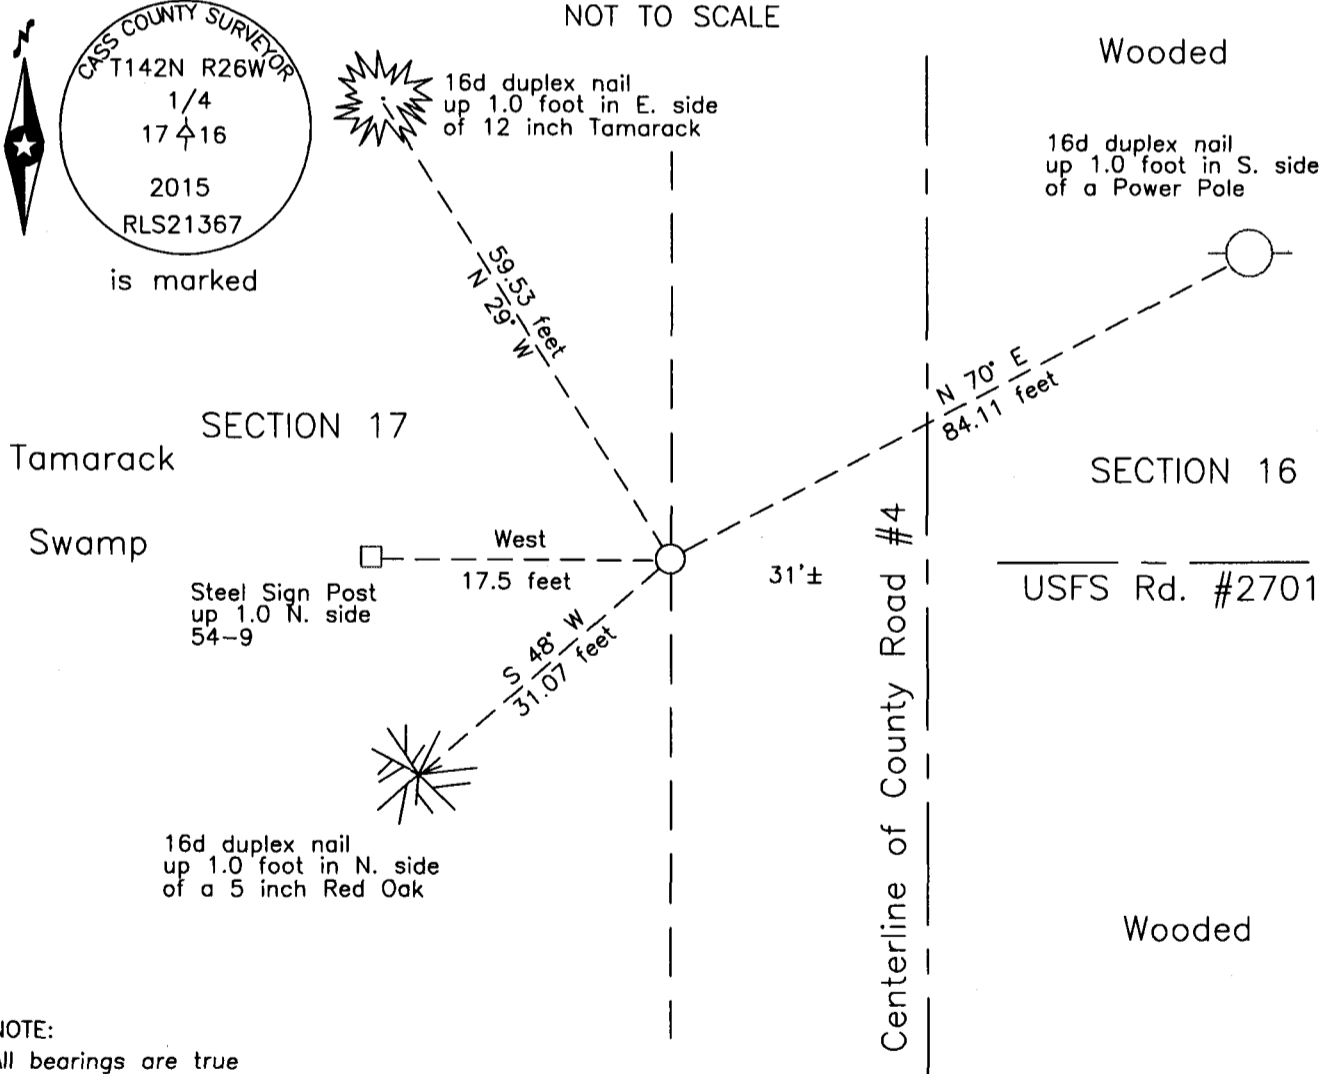 NOT TO SCALE
N
CASS COUNTY SURVEYOR
T142N R26W
1/4
17 16
2015
RLS21367
is marked
16d duplex nail
up 1.0 foot in E. side
of 12 inch Tamarack
Wooded
16d duplex nail
up 1.0 foot in S. side
of a Power Pole
59.53 feet
N 29° W
N 70° E
84.11 feet
SECTION 17
Tamarack
Swamp
SECTION 16
West
17.5 feet
31'±
USFS Rd. #2701
Steel Sign Post
up 1.0 N. side
54-9
S 48° W
31.07 feet
Centerline of County Road #4
16d duplex nail
up 1.0 foot in N. side
of a 5 inch Red Oak
Wooded
NOTE:
All bearings are true